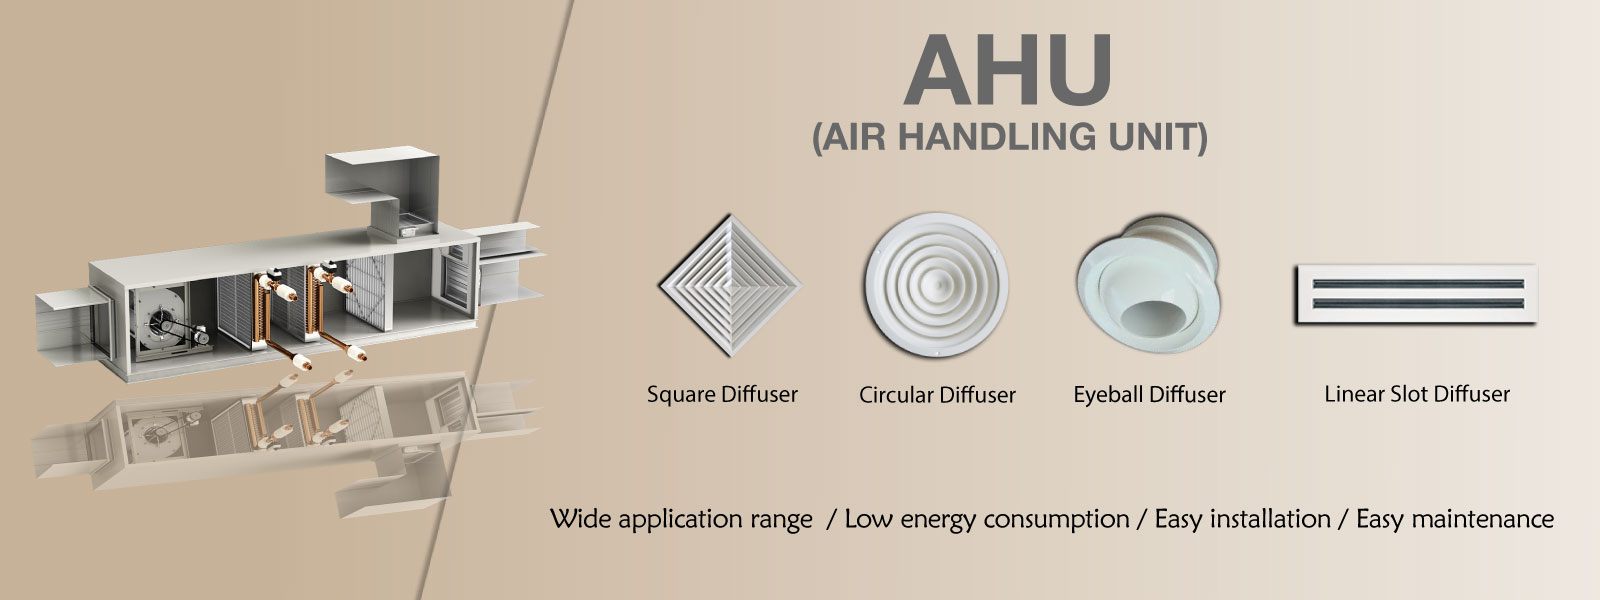 AHU
(AIR HANDLING UNIT)
Square Diffuser
Circular Diffuser
Eyeball Diffuser
Linear Slot Diffuser
Wide application range / Low energy consumption / Easy installation / Easy maintenance